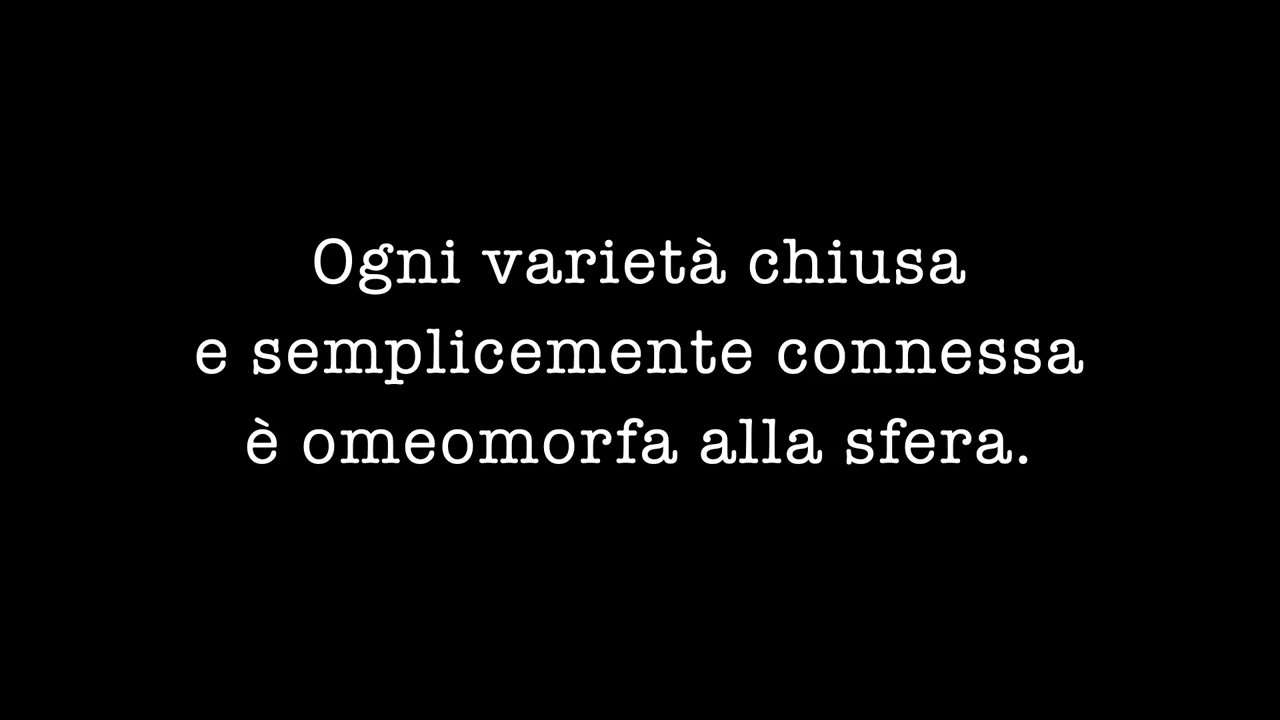 Ogni varietà chiusa
e semplicemente connessa
è omeomorfa alla sfera.